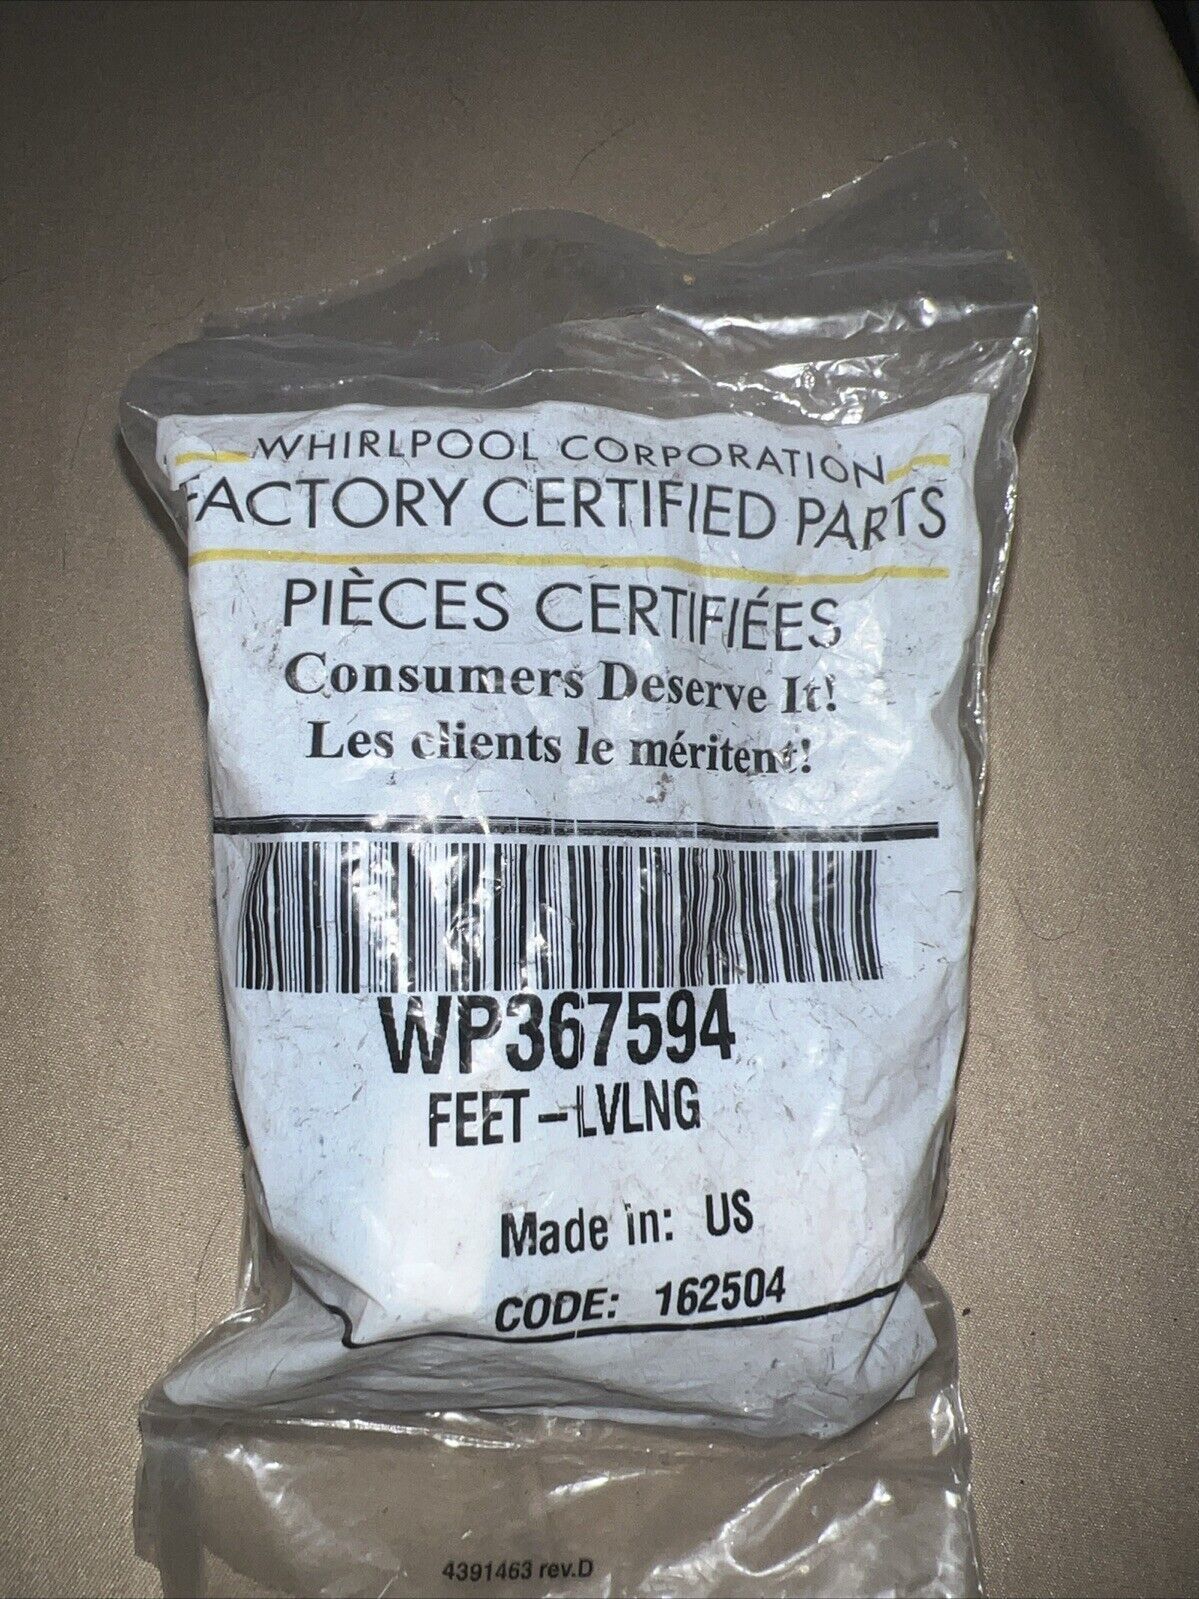 WHIRLPOOL CORPORATION
FACTORY CERTIFIED PARTS
PIÈCES CERTIFIÉES
Consumers Deserve It!
Les clients le méritent!
WP367594
FEET-LVLNG
Made in: US
CODE: 162504
4391463 rev.D